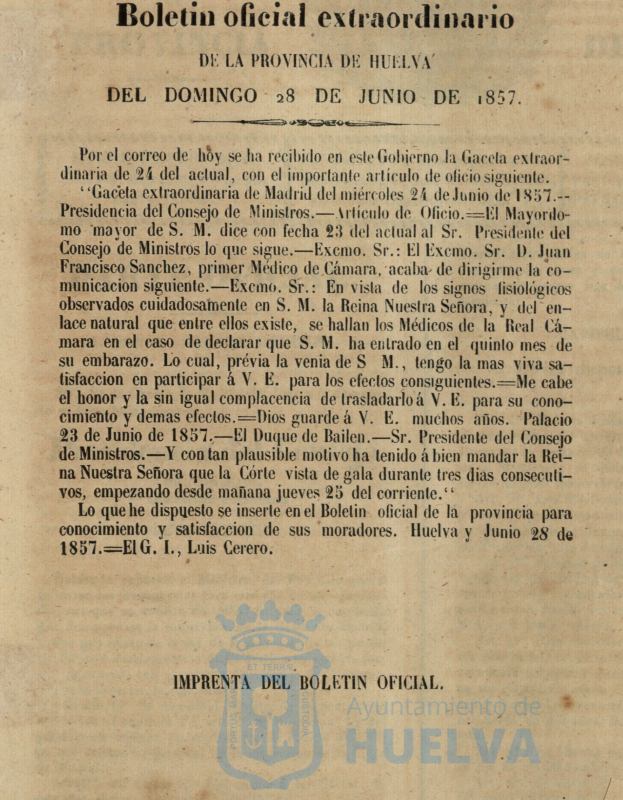 Boletin oficial extraordinario
DE LA PROVINCIA DE HUELVA
DEL DOMINGO 28 DE JUNIO DE 1857.
Por el correo de hoy se ha recibido en este Gobierno la Gaceta extraor-
dinaria de 24 del actual, con el importante artículo de oficio siguiente.
"Gaceta extraordinaria de Madrid del miércoles 24 de Junio de 1857.--
Presidencia del Consejo de Ministros.—Artículo de Oficio.=El Mayordo-
mo mayor de S. M. dice con fecha 23 del actual al Sr. Presidente del
Consejo de Ministros lo que sigue.—Excmo. Sr.: El Excmo. Sr. D. Juan
Francisco Sanchez, primer Médico de Cámara, acaba de dirigirme la co-
municacion siguiente.—Excmo. Sr: En vista de los signos fisiológicos
observados cuidadosamente en S. M. la Reina Nuestra Señora, y del en-
lace natural que entre ellos existe, se hallan los Médicos de la Real Cá-
mara en el caso de declarar que S. M. ha entrado en el quinto mes de
su embarazo. Lo cual, prévia la venia de S M., tengo la mas viva sa-
tisfaccion en participar á V. E. para los efectos consiguientes.=Me cabe
el honor y la sin igual complacencia de trasladarlo á V. E. para su cono-
cimiento y demas efectos.=Dios guarde á V. E. muchos años. Palacio
23 de Junio de 1857.—El Duque de Bailen.—Sr. Presidente del Consejo
de Ministros.—Y con tan plausible motivo ha tenido á bien mandar la Rei-
na Nuestra Señora que la Córte vista de gala durante tres dias consecuti-
vos, empezando desde mañana jueves 25 del corriente."
Lo que he dispuesto se inserte en el Boletin oficial de la provincia para
conocimiento y satisfaccion de sus moradores. Huelva y Junio 28 de
1857.=El G. I., Luis Cerero.
IMPRENTA DEL BOLETIN OFICIAL.
Ayuntamiento de
HUELVA